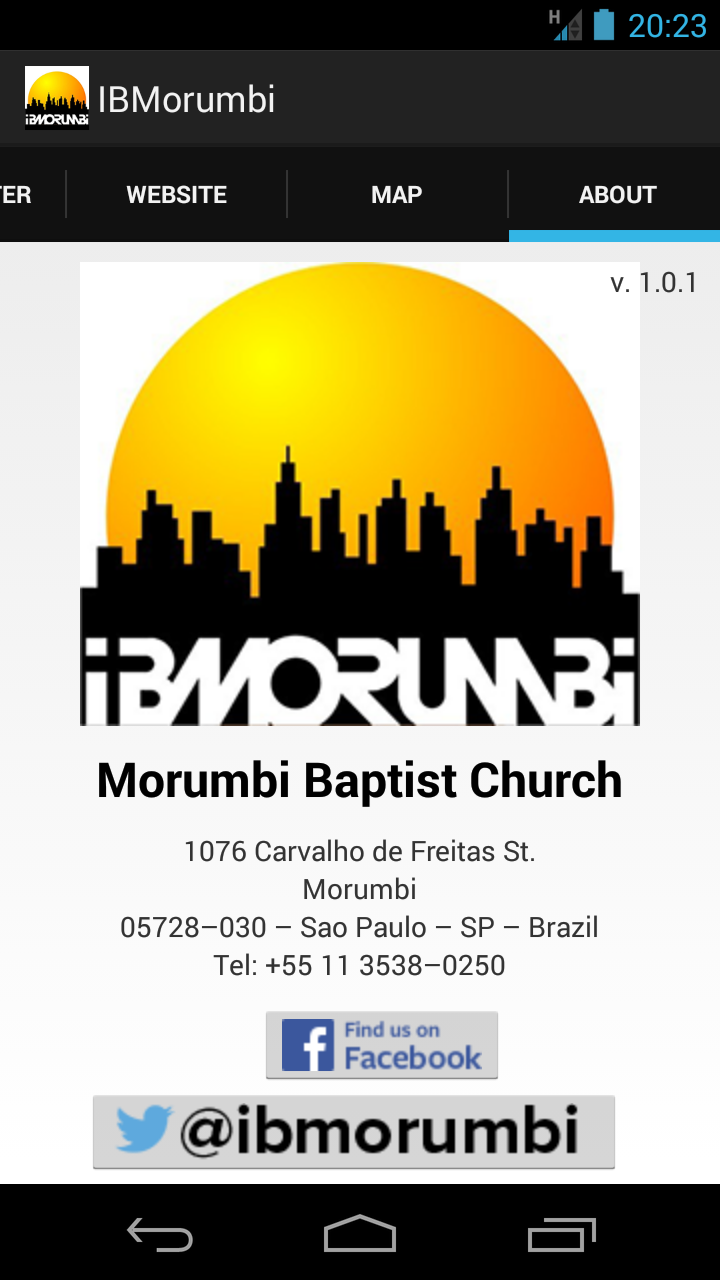 H
20:23
IBMORUMBi
IBMorumbi
TER
WEBSITE
MAP
ABOUT
v. 1.0.1
iBMORUMBi
Morumbi Baptist Church
1076 Carvalho de Freitas St.
Morumbi
05728–030 – Sao Paulo – SP – Brazil
Tel: +55 11 3538–0250
Find us on
Facebook
@ibmorumbi